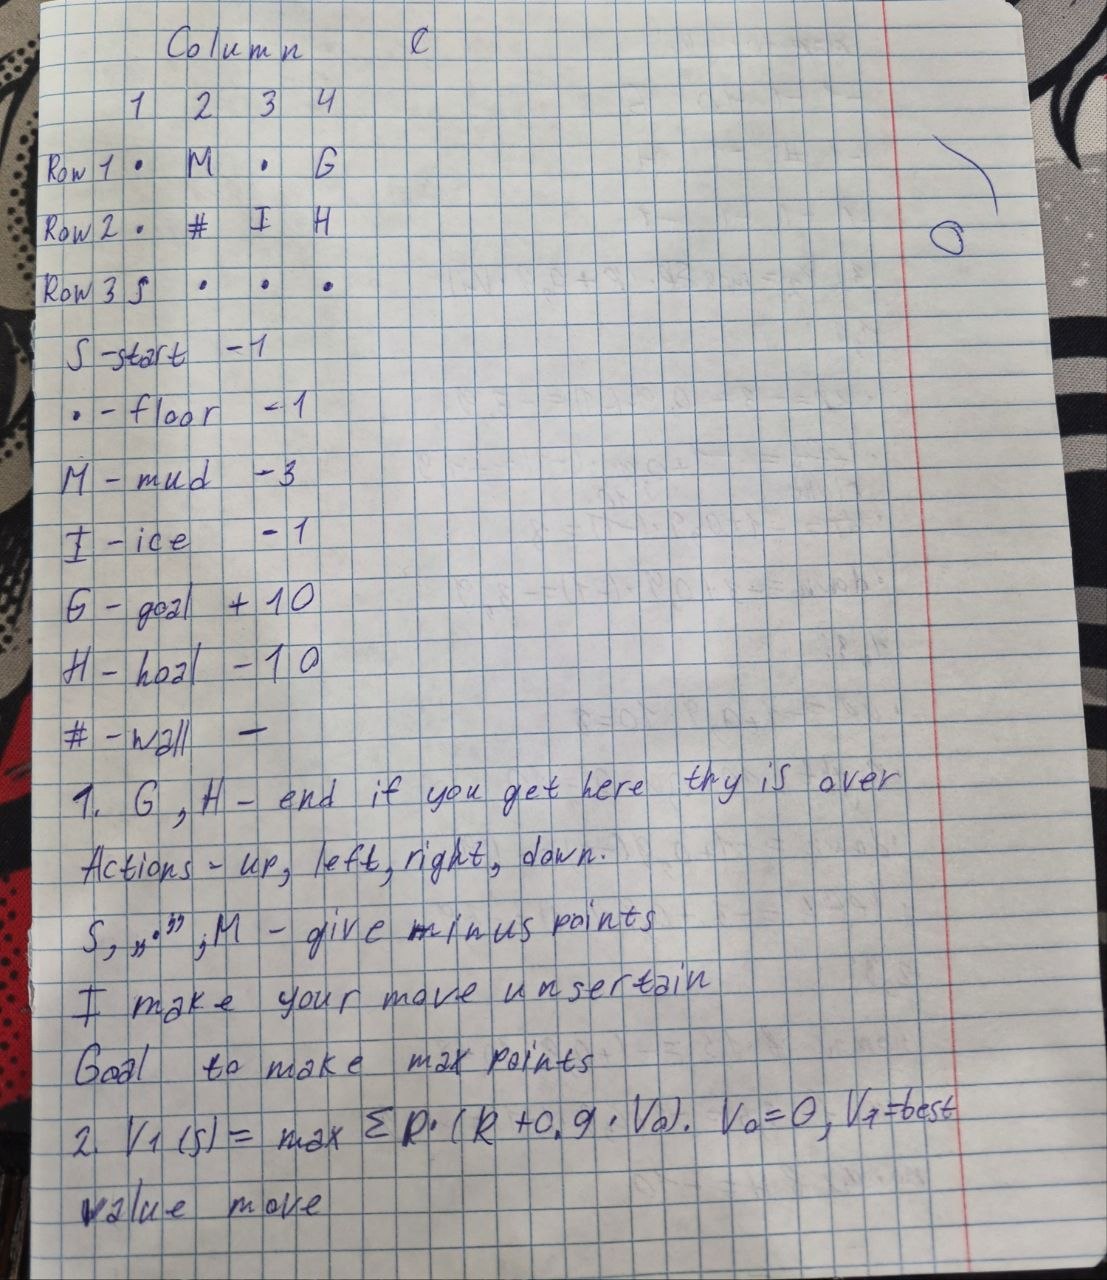 Column C
1 2 3 4
Row 1 • M • G
Row 2 • # I H
Row 3 S • • •
S - start -1
• - floor -1
M - mud -3
I - ice -1
G - goal +10
H - hoal -10
# - wall -
1. G, H - end if you get here thy is over
Actions - up, left, right, down.
S, „•”, M - give minus points
I make your move unsertain
Goal to make max points
2. V1(s) = max Σ P·(R + 0,9·V0). V0=0, V1=best
value move